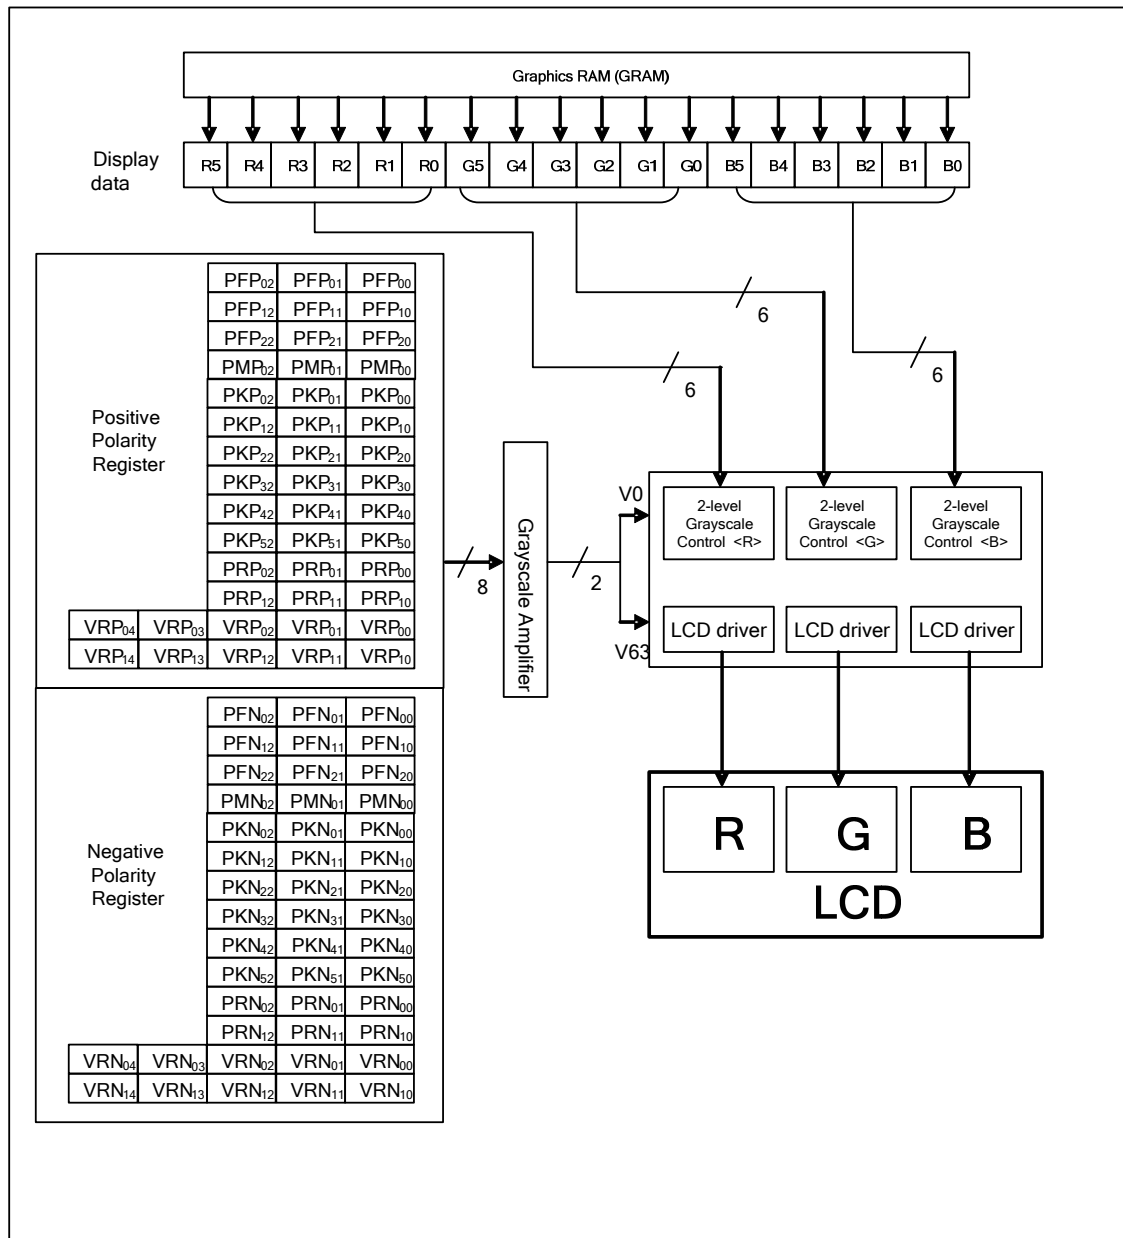 Graphics RAM (GRAM)
Display
data
R5 R4 R3 R2 R1 R0 G5 G4 G3 G2 G1 G0 B5 B4 B3 B2 B1 B0
6
6
6
Positive
Polarity
Register
PFP02 PFP01 PFP00
PFP12 PFP11 PFP10
PFP22 PFP21 PFP20
PMP02 PMP01 PMP00
PKP02 PKP01 PKP00
PKP12 PKP11 PKP10
PKP22 PKP21 PKP20
PKP32 PKP31 PKP30
PKP42 PKP41 PKP40
PKP52 PKP51 PKP50
PRP02 PRP01 PRP00
PRP12 PRP11 PRP10
VRP04 VRP03 VRP02 VRP01 VRP00
VRP14 VRP13 VRP12 VRP11 VRP10
8
Grayscale Amplifier
2
V0
V63
2-level
Grayscale
Control <R>
2-level
Grayscale
Control <G>
2-level
Grayscale
Control <B>
LCD driver LCD driver LCD driver
Negative
Polarity
Register
PFN02 PFN01 PFN00
PFN12 PFN11 PFN10
PFN22 PFN21 PFN20
PMN02 PMN01 PMN00
PKN02 PKN01 PKN00
PKN12 PKN11 PKN10
PKN22 PKN21 PKN20
PKN32 PKN31 PKN30
PKN42 PKN41 PKN40
PKN52 PKN51 PKN50
PRN02 PRN01 PRN00
PRN12 PRN11 PRN10
VRN04 VRN03 VRN02 VRN01 VRN00
VRN14 VRN13 VRN12 VRN11 VRN10
R G B
LCD